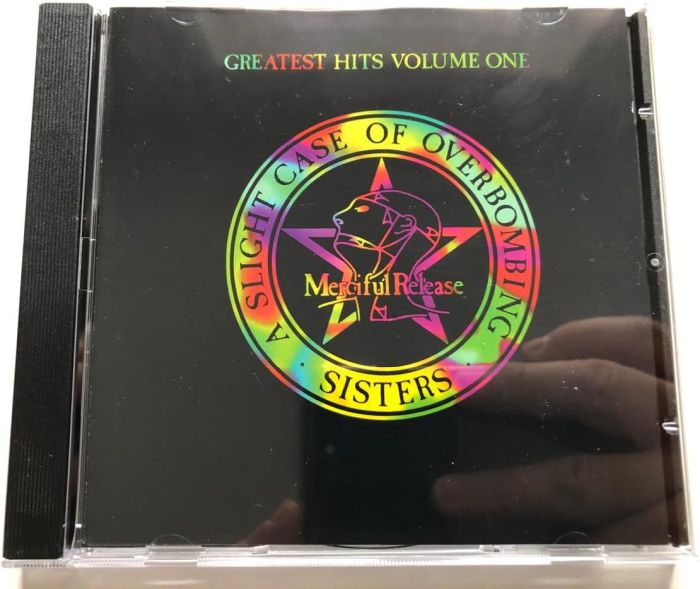 GREATEST HITS VOLUME ONE
A SLIGHT CASE OF OVERBOMBING
Merciful Release
· SISTERS ·